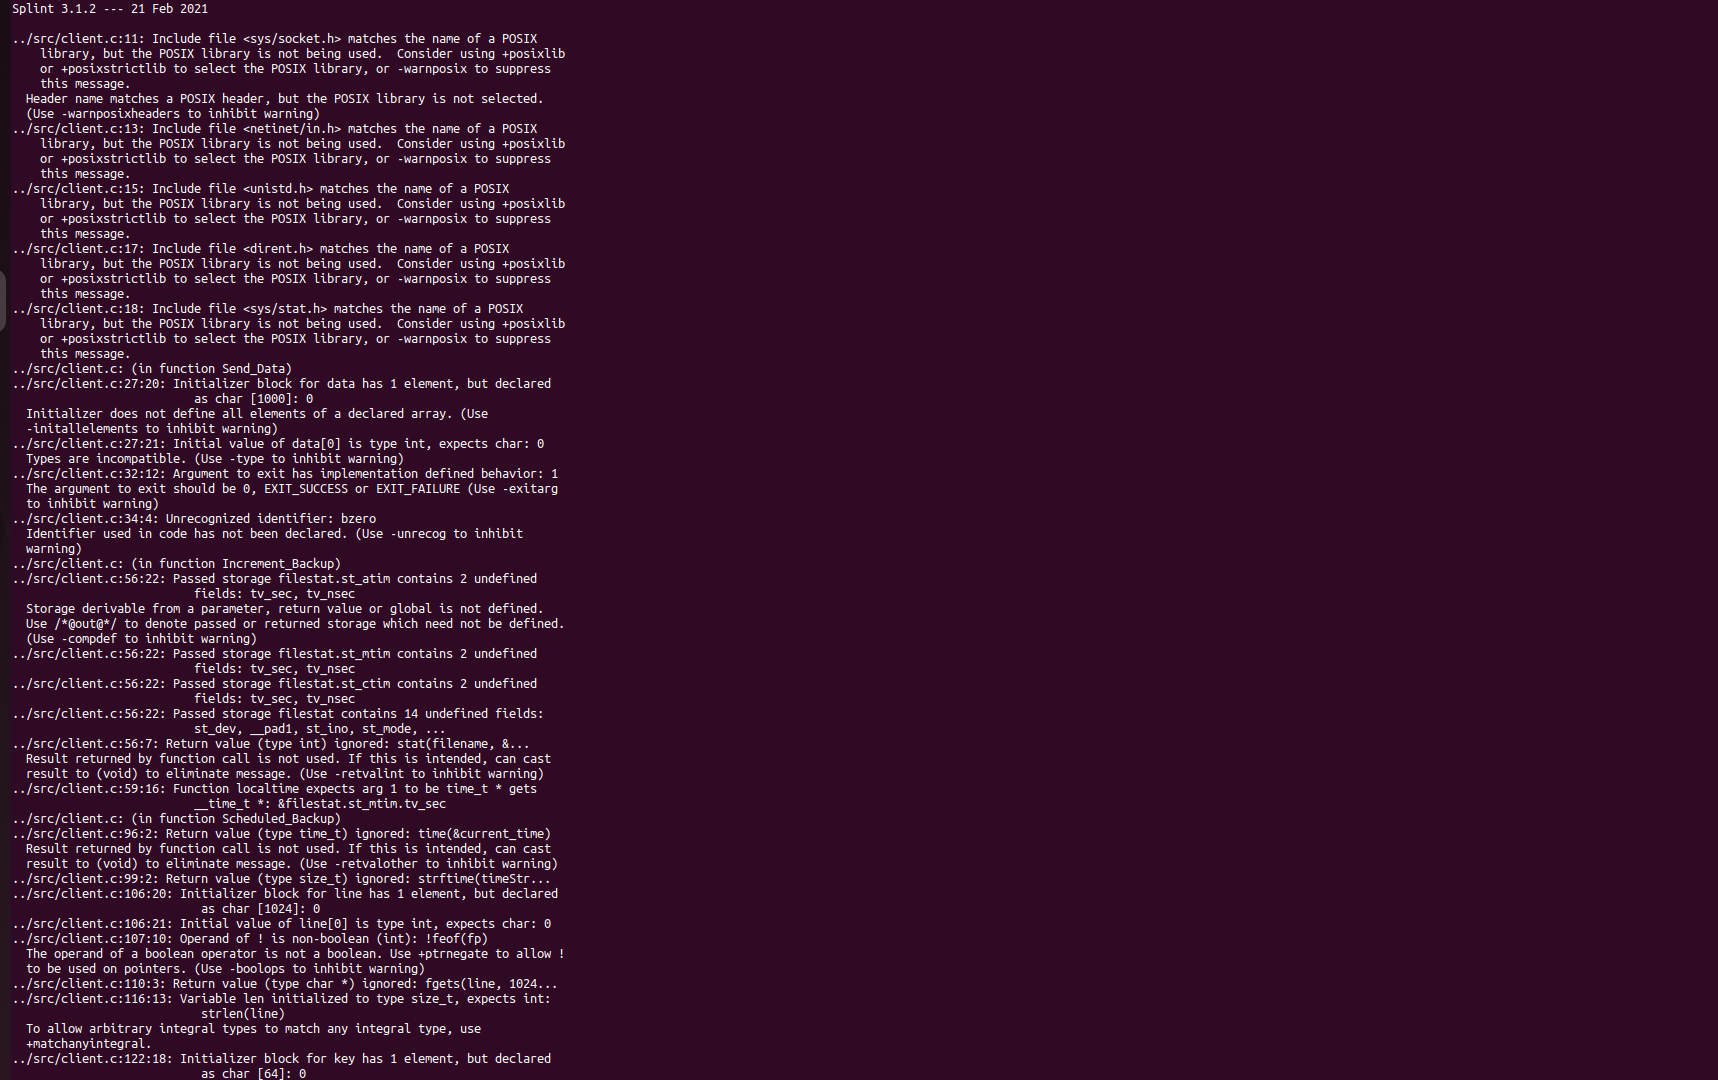 Splint 3.1.2 --- 21 Feb 2021

../src/client.c:11: Include file <sys/socket.h> matches the name of a POSIX
    library, but the POSIX library is not being used.  Consider using +posixlib
    or +posixstrictlib to select the POSIX library, or -warnposix to suppress
    this message.
  Header name matches a POSIX header, but the POSIX library is not selected.
  (Use -warnposixheaders to inhibit warning)
../src/client.c:13: Include file <netinet/in.h> matches the name of a POSIX
    library, but the POSIX library is not being used.  Consider using +posixlib
    or +posixstrictlib to select the POSIX library, or -warnposix to suppress
    this message.
../src/client.c:15: Include file <unistd.h> matches the name of a POSIX
    library, but the POSIX library is not being used.  Consider using +posixlib
    or +posixstrictlib to select the POSIX library, or -warnposix to suppress
    this message.
../src/client.c:17: Include file <dirent.h> matches the name of a POSIX
    library, but the POSIX library is not being used.  Consider using +posixlib
    or +posixstrictlib to select the POSIX library, or -warnposix to suppress
    this message.
../src/client.c:18: Include file <sys/stat.h> matches the name of a POSIX
    library, but the POSIX library is not being used.  Consider using +posixlib
    or +posixstrictlib to select the POSIX library, or -warnposix to suppress
    this message.
../src/client.c: (in function Send_Data)
../src/client.c:27:20: Initializer block for data has 1 element, but declared
                          as char [1000]: 0
  Initializer does not define all elements of a declared array. (Use
  -initallelements to inhibit warning)
../src/client.c:27:21: Initial value of data[0] is type int, expects char: 0
  Types are incompatible. (Use -type to inhibit warning)
../src/client.c:32:12: Argument to exit has implementation defined behavior: 1
  The argument to exit should be 0, EXIT_SUCCESS or EXIT_FAILURE (Use -exitarg
  to inhibit warning)
../src/client.c:34:4: Unrecognized identifier: bzero
  Identifier used in code has not been declared. (Use -unrecog to inhibit
  warning)
../src/client.c: (in function Increment_Backup)
../src/client.c:56:22: Passed storage filestat.st_atim contains 2 undefined
                          fields: tv_sec, tv_nsec
  Storage derivable from a parameter, return value or global is not defined.
  Use /*@out@*/ to denote passed or returned storage which need not be defined.
  (Use -compdef to inhibit warning)
../src/client.c:56:22: Passed storage filestat.st_mtim contains 2 undefined
                          fields: tv_sec, tv_nsec
../src/client.c:56:22: Passed storage filestat.st_ctim contains 2 undefined
                          fields: tv_sec, tv_nsec
../src/client.c:56:22: Passed storage filestat contains 14 undefined fields:
                          st_dev, __pad1, st_ino, st_mode, ...
../src/client.c:56:7: Return value (type int) ignored: stat(filename, &...
  Result returned by function call is not used. If this is intended, can cast
  result to (void) to eliminate message. (Use -retvalint to inhibit warning)
../src/client.c:59:16: Function localtime expects arg 1 to be time_t * gets
                          __time_t *: &filestat.st_mtim.tv_sec
../src/client.c: (in function Scheduled_Backup)
../src/client.c:96:2: Return value (type time_t) ignored: time(&current_time)
  Result returned by function call is not used. If this is intended, can cast
  result to (void) to eliminate message. (Use -retvalother to inhibit warning)
../src/client.c:99:2: Return value (type size_t) ignored: strftime(timeStr...
../src/client.c:106:20: Initializer block for line has 1 element, but declared
                           as char [1024]: 0
../src/client.c:106:21: Initial value of line[0] is type int, expects char: 0
../src/client.c:107:10: Operand of ! is non-boolean (int): !feof(fp)
  The operand of a boolean operator is not a boolean. Use +ptrnegate to allow !
  to be used on pointers. (Use -boolops to inhibit warning)
../src/client.c:110:3: Return value (type char *) ignored: fgets(line, 1024...
../src/client.c:116:13: Variable len initialized to type size_t, expects int:
                           strlen(line)
  To allow arbitrary integral types to match any integral type, use
  +matchanyintegral.
../src/client.c:122:18: Initializer block for key has 1 element, but declared
                           as char [64]: 0